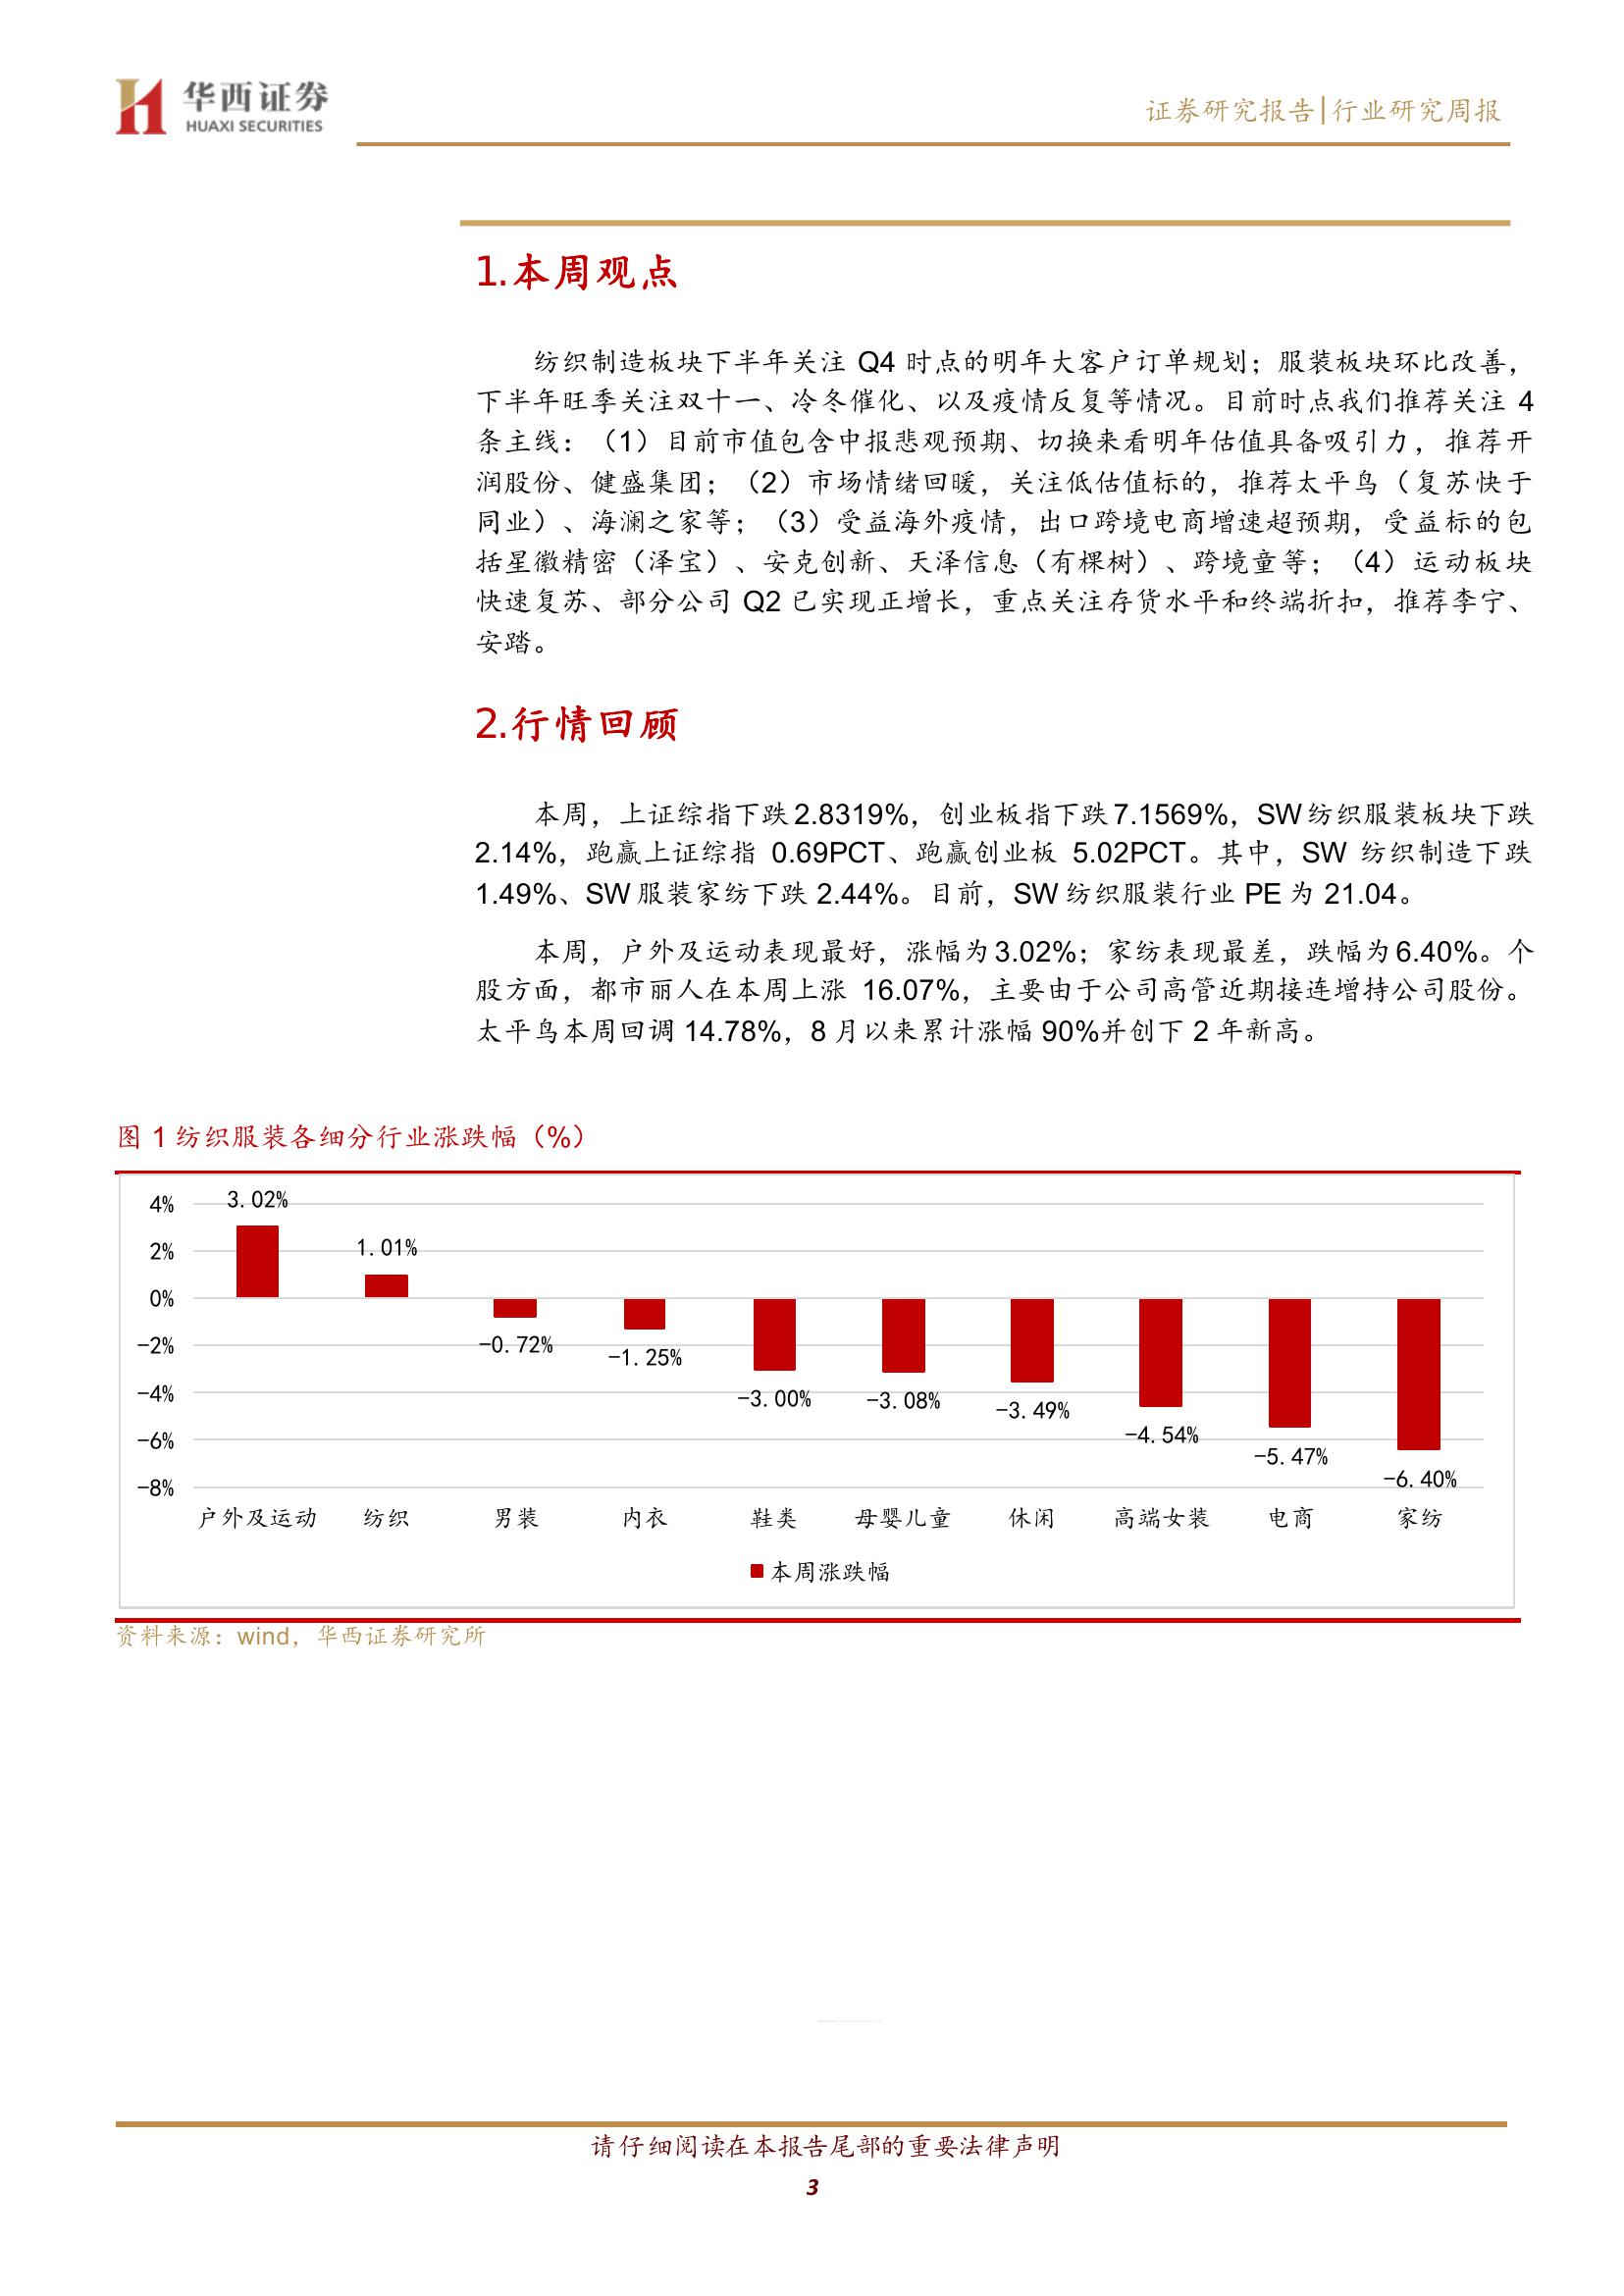 华西证券
HUAXI SECURITIES
证券研究报告|行业研究周报
1.本周观点
纺织制造板块下半年关注 Q4 时点的明年大客户订单规划；服装板块环比改善，
下半年旺季关注双十一、冷冬催化、以及疫情反复等情况。目前时点我们推荐关注 4
条主线：（1）目前市值包含中报悲观预期、切换来看明年估值具备吸引力，推荐开
润股份、健盛集团；（2）市场情绪回暖，关注低估值标的，推荐太平鸟（复苏快于
同业）、海澜之家等；（3）受益海外疫情，出口跨境电商增速超预期，受益标的包
括星徽精密（泽宝）、安克创新、天泽信息（有棵树）、跨境童等；（4）运动板块
快速复苏、部分公司 Q2 已实现正增长，重点关注存货水平和终端折扣，推荐李宁、
安踏。
2.行情回顾
本周，上证综指下跌 2.8319%，创业板指下跌 7.1569%，SW 纺织服装板块下跌
2.14%，跑赢上证综指 0.69PCT、跑赢创业板 5.02PCT。其中，SW 纺织制造下跌
1.49%、SW 服装家纺下跌 2.44%。目前，SW 纺织服装行业 PE 为 21.04。
本周，户外及运动表现最好，涨幅为 3.02%；家纺表现最差，跌幅为 6.40%。个
股方面，都市丽人在本周上涨 16.07%，主要由于公司高管近期接连增持公司股份。
太平鸟本周回调 14.78%，8 月以来累计涨幅 90%并创下 2 年新高。
图 1 纺织服装各细分行业涨跌幅（%）
4%
2%
0%
-2%
-4%
-6%
-8%
3.02%
1.01%
-0.72%
-1.25%
-3.00%
-3.08%
-3.49%
-4.54%
-5.47%
-6.40%
户外及运动 纺织 男装 内衣 鞋类 母婴儿童 休闲 高端女装 电商 家纺
本周涨跌幅
资料来源：wind，华西证券研究所
请仔细阅读在本报告尾部的重要法律声明
3